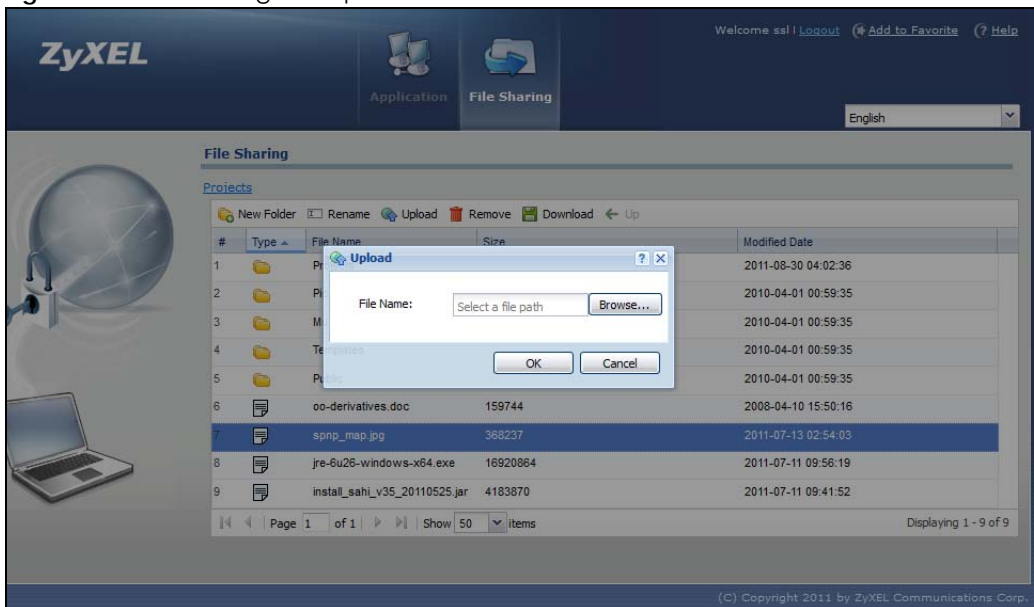 ZyXEL
Welcome ssl | Logout Add to Favorite ? Help
Application
File Sharing
English
File Sharing
Projects
New Folder Rename Upload Remove Download Up
# Type File Name Size Modified Date
1 2011-08-30 04:02:36
2 2010-04-01 00:59:35
3 2010-04-01 00:59:35
4 Templates 2010-04-01 00:59:35
5 Public 2010-04-01 00:59:35
6 oo-derivatives.doc 159744 2008-04-10 15:50:16
7 spnp_map.jpg 368237 2011-07-13 02:54:03
8 jre-6u26-windows-x64.exe 16920864 2011-07-11 09:56:19
9 install_sahi_v35_20110525.jar 4183870 2011-07-11 09:41:52
Upload ? X
File Name: Select a file path Browse...
OK Cancel
Page 1 of 1 Show 50 items Displaying 1 - 9 of 9
(C) Copyright 2011 by ZyXEL Communications Corp.